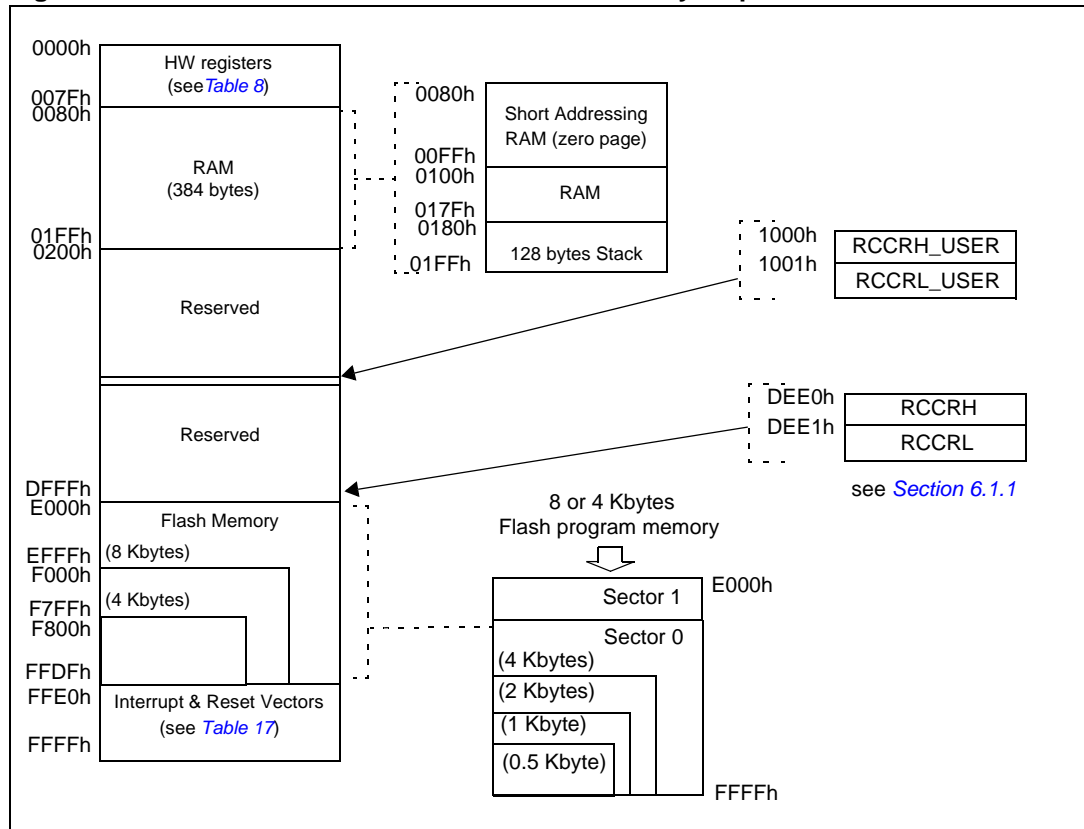 0000h
HW registers
(see Table 8)
007Fh
0080h
RAM
(384 bytes)
01FFh
0200h
Reserved
Reserved
DFFFh
E000h
Flash Memory
EFFFh
(8 Kbytes)
F000h
F7FFh
(4 Kbytes)
F800h
FFDFh
FFE0h
Interrupt & Reset Vectors
(see Table 17)
FFFFh
0080h
Short Addressing
RAM (zero page)
00FFh
0100h
RAM
017Fh
0180h
128 bytes Stack
01FFh
1000h
RCCRH_USER
1001h
RCCRL_USER
DEE0h
RCCRH
DEE1h
RCCRL
see Section 6.1.1
8 or 4 Kbytes
Flash program memory
Sector 1
E000h
Sector 0
(4 Kbytes)
(2 Kbytes)
(1 Kbyte)
(0.5 Kbyte)
FFFFh